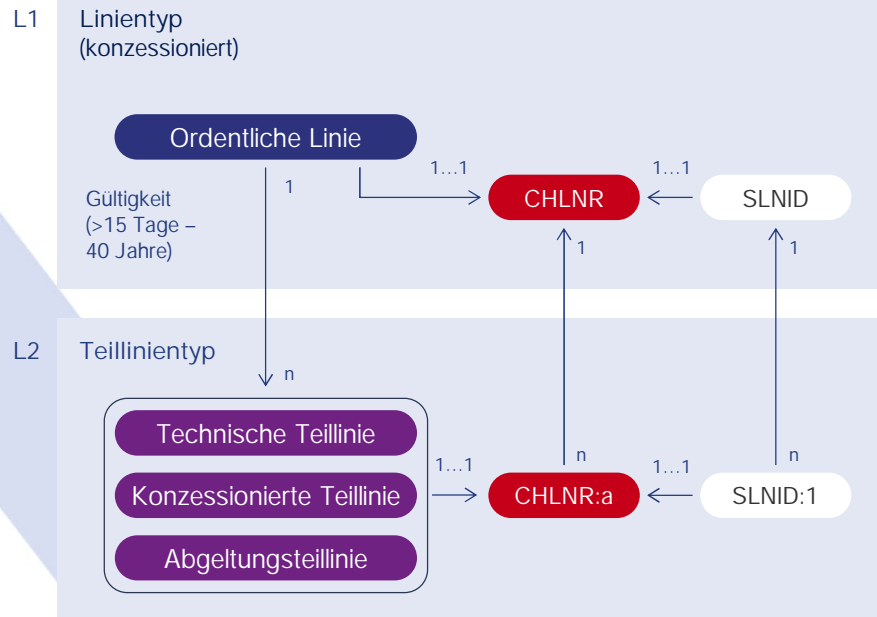 L1 Linientyp
(konzessioniert)
Ordentliche Linie
1
1...1
1...1
CHLNR
SLNID
Gültigkeit
(>15 Tage –
40 Jahre)
1
1
L2 Teillinientyp
n
Technische Teillinie
Konzessionierte Teillinie
Abgeltungsteillinie
1...1
n
1...1
n
CHLNR:a
SLNID:1